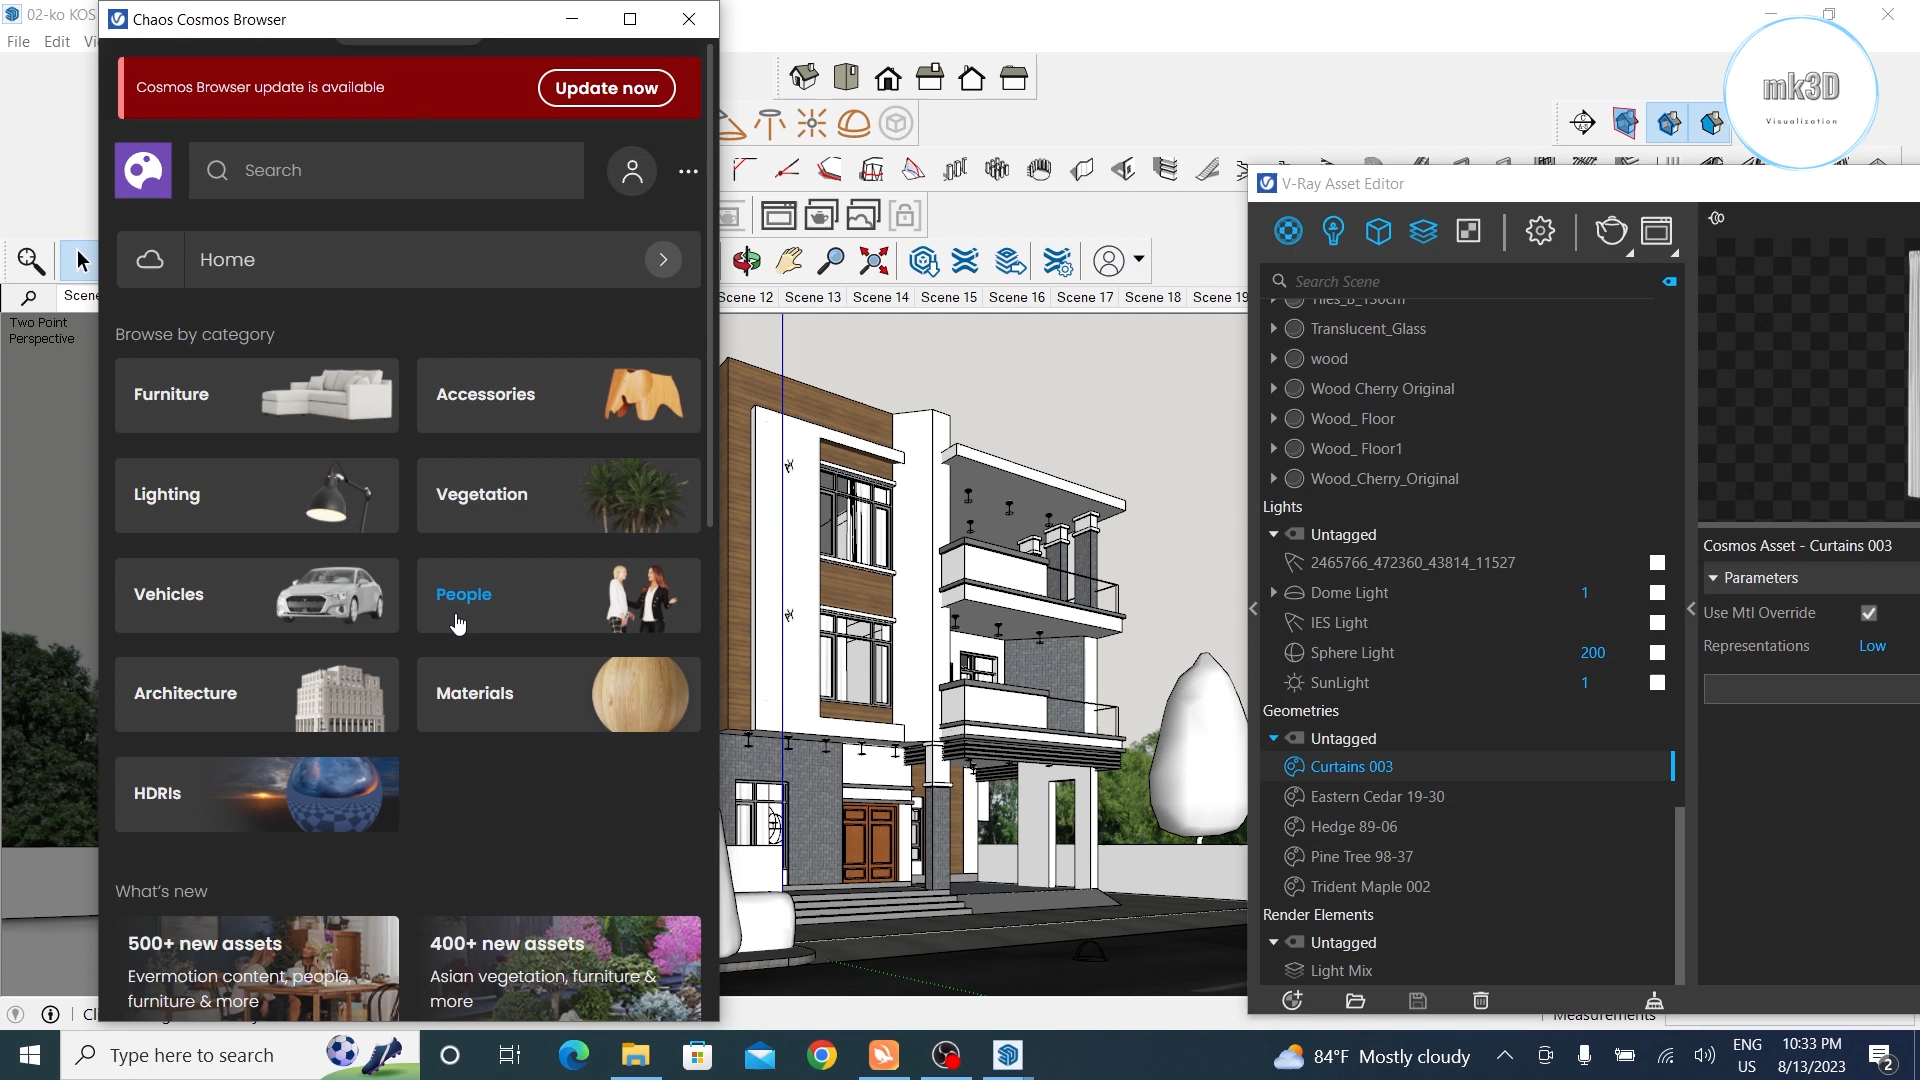 02-ko KOS
Chaos Cosmos Browser
File Edit
Cosmos Browser update is available
Update now
mk3D
Visualization
Search
V-Ray Asset Editor
Home
Search Scene
Scene 12 Scene 13 Scene 14 Scene 15 Scene 16 Scene 17 Scene 18 Scene 19
Two Point
Perspective
Browse by category
Furniture
Accessories
Lighting
Vegetation
Vehicles
People
Architecture
Materials
HDRIs
What's new
500+ new assets
Evermotion content, people,
furniture & more
400+ new assets
Asian vegetation, furniture &
more
Tiles_B_150cm
Translucent_Glass
wood
Wood Cherry Original
Wood_ Floor
Wood_ Floor1
Wood_Cherry_Original
Lights
Untagged
2465766_472360_43814_11527
Dome Light 1
IES Light
Sphere Light 200
SunLight 1
Geometries
Untagged
Curtains 003
Eastern Cedar 19-30
Hedge 89-06
Pine Tree 98-37
Trident Maple 002
Render Elements
Untagged
Light Mix
Cosmos Asset - Curtains 003
Parameters
Use Mtl Override
Representations Low
Measurements
Type here to search
84°F Mostly cloudy
ENG
US
10:33 PM
8/13/2023
2